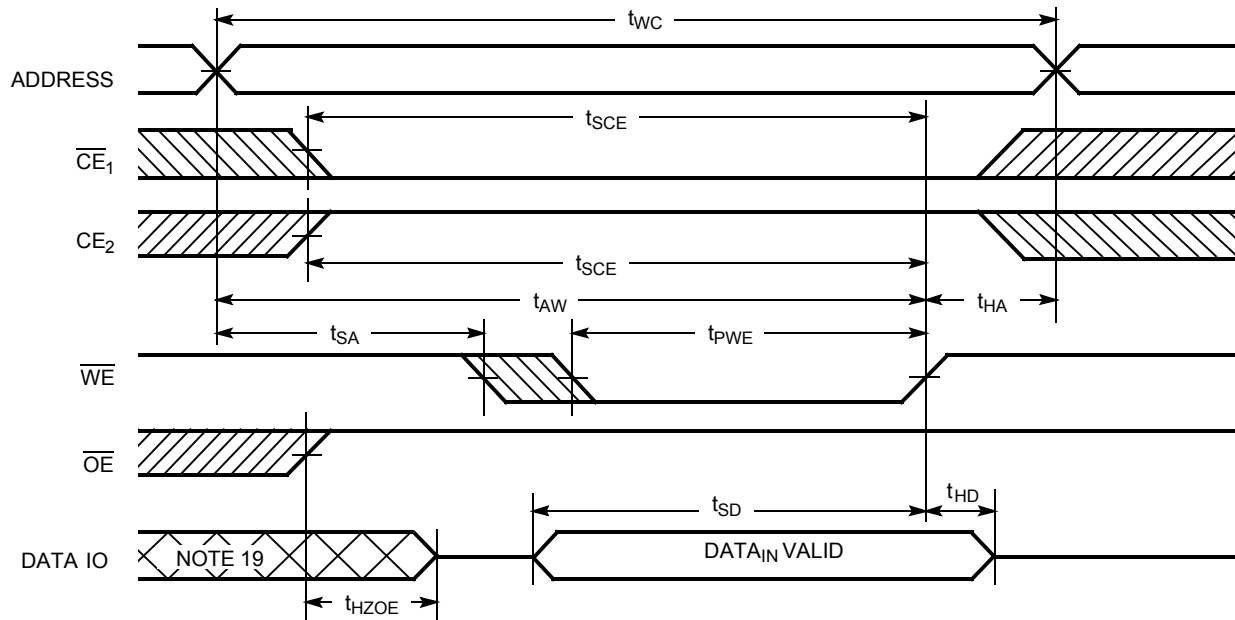 tWC
ADDRESS
tSCE
CE1
CE2
tSCE
tAW
tHA
tSA
tPWE
WE
OE
tSD
tHD
DATA IO
NOTE 19
DATAIN VALID
tHZOE